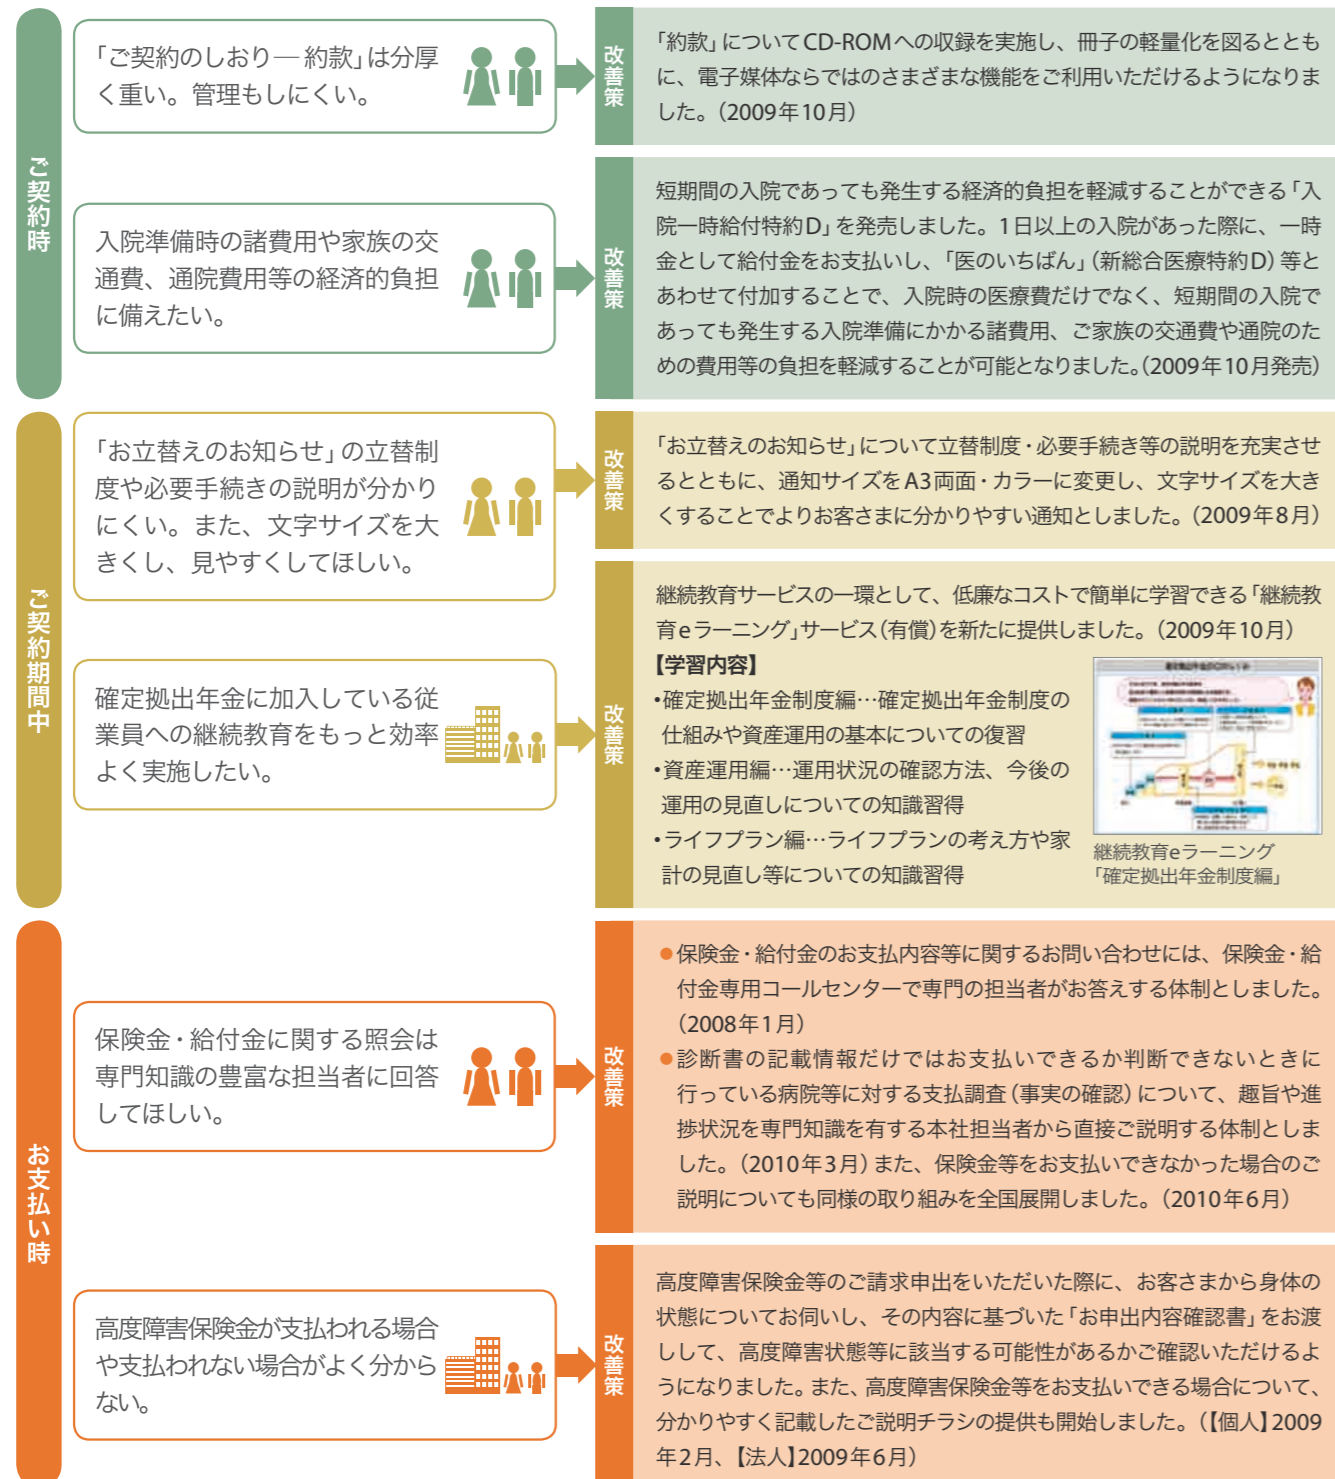 ご契約時
「ご契約のしおり―約款」は分厚
く重い。管理もしにくい。
改善策
「約款」についてCD-ROMへの収録を実施し、冊子の軽量化を図るととも
に、電子媒体ならではのさまざまな機能をご利用いただけるようになりま
した。（2009年10月）
入院準備時の諸費用や家族の交
通費、通院費用等の経済的負担
に備えたい。
改善策
短期間の入院であっても発生する経済的負担を軽減することができる「入
院一時給付特約D」を発売しました。1日以上の入院があった際に、一時
金として給付金をお支払いし、「医のいちばん」（新総合医療特約D）等と
あわせて付加することで、入院時の医療費だけでなく、短期間の入院で
あっても発生する入院準備にかかる諸費用、ご家族の交通費や通院のた
めの費用等の負担を軽減することが可能となりました。（2009年10月発売）
ご契約期間中
「お立替えのお知らせ」の立替制
度や必要手続きの説明が分かり
にくい。また、文字サイズを大
きくし、見やすくしてほしい。
改善策
「お立替えのお知らせ」について立替制度・必要手続き等の説明を充実させ
るとともに、通知サイズをA3両面・カラーに変更し、文字サイズを大き
くすることでよりお客さまに分かりやすい通知としました。（2009年8月）
確定拠出年金に加入している従
業員への継続教育をもっと効率
よく実施したい。
改善策
継続教育サービスの一環として、低廉なコストで簡単に学習できる「継続教
育eラーニング」サービス（有償）を新たに提供しました。（2009年10月）
【学習内容】
・確定拠出年金制度編…確定拠出年金制度の
仕組みや資産運用の基本についての復習
・資産運用編…運用状況の確認方法、今後の
運用の見直しについての知識習得
・ライフプラン編…ライフプランの考え方や家
計の見直し等についての知識習得
継続教育eラーニング
「確定拠出年金制度編」
お支払い時
保険金・給付金に関する照会は
専門知識の豊富な担当者に回答
してほしい。
改善策
●保険金・給付金のお支払内容等に関するお問い合わせには、保険金・給
付金専用コールセンターで専門の担当者がお答えする体制としました。
（2008年1月）
●診断書の記載情報だけではお支払いできるか判断できないときに
行っている病院等に対する支払調査（事実の確認）について、趣旨や進
捗状況を専門知識を有する本社担当者から直接ご説明する体制としま
した。（2010年3月）また、保険金等をお支払いできなかった場合のご
説明についても同様の取り組みを全国展開しました。（2010年6月）
高度障害保険金が支払われる場合
や支払われない場合がよく分から
ない。
改善策
高度障害保険金等のご請求申出をいただいた際に、お客さまから身体の
状態についてお伺いし、その内容に基づいた「お申出内容確認書」をお渡
しして、高度障害状態等に該当する可能性があるかご確認いただけるよ
うになりました。また、高度障害保険金等をお支払いできる場合について、
分かりやすく記載したご説明チラシの提供も開始しました。（【個人】2009
年2月、【法人】2009年6月）